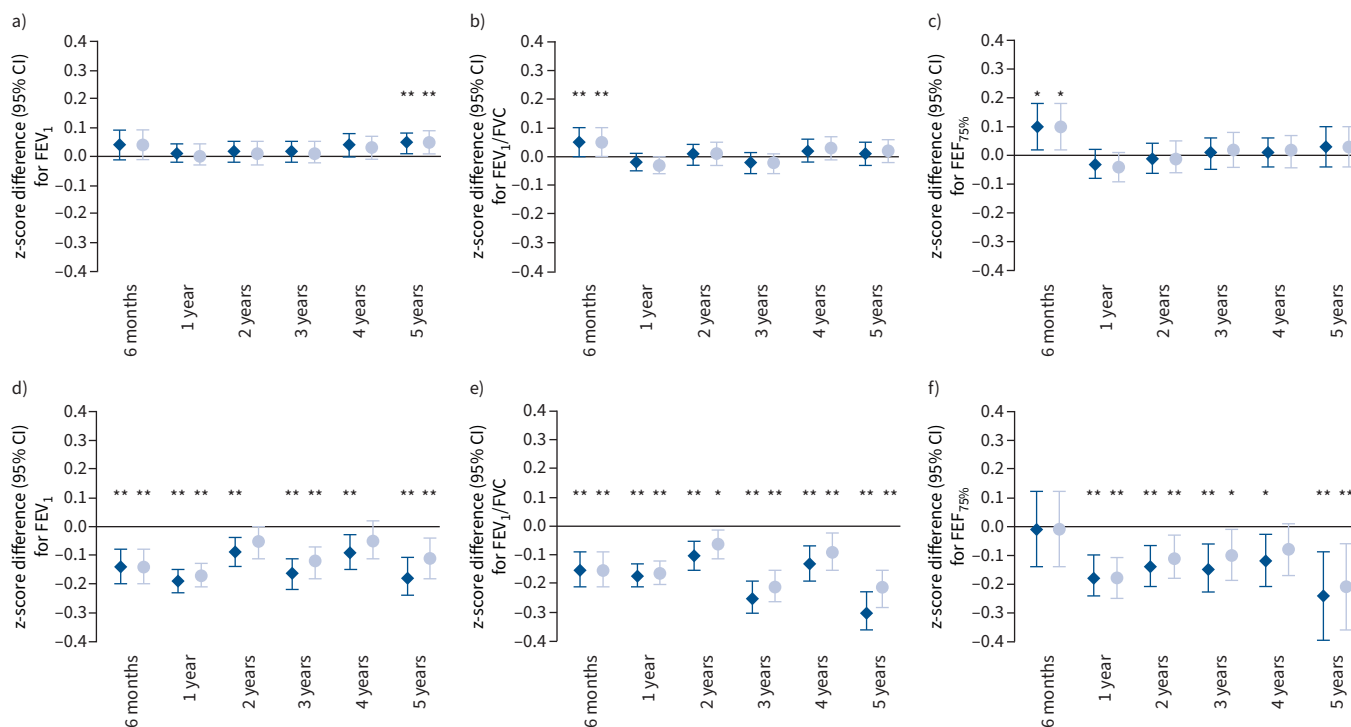 a)
z-score difference (95% CI)
for FEV1
0.4
0.3
0.2
0.1
0.0
–0.1
–0.2
–0.3
–0.4
** **
6 months
1 year
2 years
3 years
4 years
5 years
b)
z-score difference (95% CI)
for FEV1/FVC
0.4
0.3
0.2
0.1
0.0
–0.1
–0.2
–0.3
–0.4
** **
6 months
1 year
2 years
3 years
4 years
5 years
c)
z-score difference (95% CI)
for FEF75%
0.4
0.3
0.2
0.1
0.0
–0.1
–0.2
–0.3
–0.4
* *
6 months
1 year
2 years
3 years
4 years
5 years
d)
z-score difference (95% CI)
for FEV1
0.4
0.3
0.2
0.1
0.0
–0.1
–0.2
–0.3
–0.4
** ** ** ** ** ** ** ** ** **
6 months
1 year
2 years
3 years
4 years
5 years
e)
z-score difference (95% CI)
for FEV1/FVC
0.4
0.3
0.2
0.1
0.0
–0.1
–0.2
–0.3
–0.4
** ** ** ** ** * ** ** ** ** ** **
6 months
1 year
2 years
3 years
4 years
5 years
f)
z-score difference (95% CI)
for FEF75%
0.4
0.3
0.2
0.1
0.0
–0.1
–0.2
–0.3
–0.4
** ** ** ** ** * * ** **
6 months
1 year
2 years
3 years
4 years
5 years